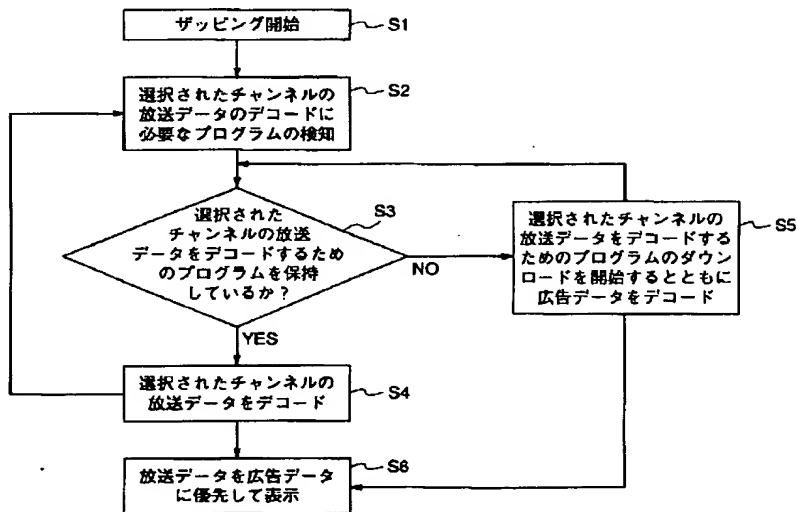 ザッピング開始
S1
選択されたチャンネルの
放送データのデコードに
必要なプログラムの検知
S2
選択された
チャンネルの放送
データをデコードするため
のプログラムを保持
しているか？
S3
NO
YES
選択されたチャンネルの
放送データをデコードする
ためのプログラムのダウン
ロードを開始するとともに
広告データをデコード
S5
選択されたチャンネルの
放送データをデコード
S4
放送データを広告データ
に優先して表示
S6